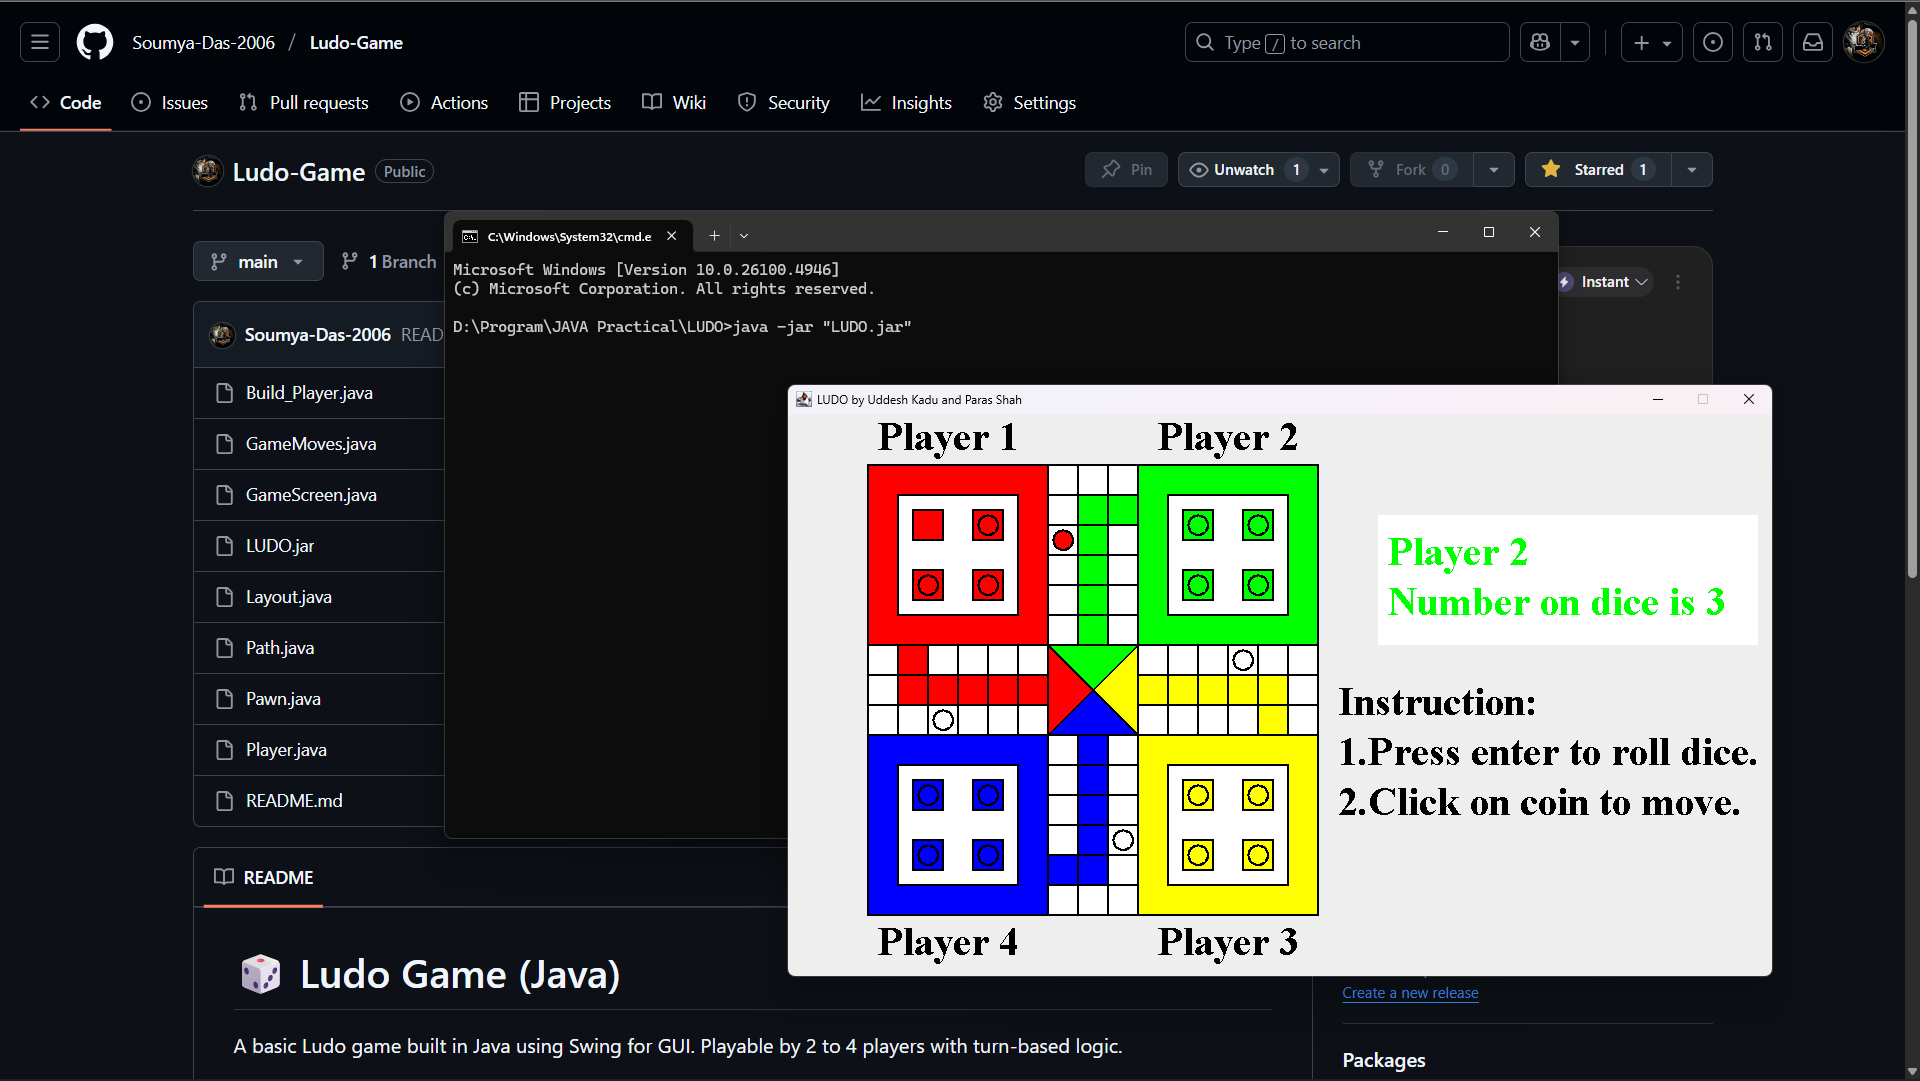 Soumya-Das-2006 / Ludo-Game
Type / to search
Code
Issues
Pull requests
Actions
Projects
Wiki
Security
Insights
Settings
Ludo-Game
Public
Pin
Unwatch 1
Fork 0
Starred 1
main
1 Branch
Soumya-Das-2006 READ
Build_Player.java
GameMoves.java
GameScreen.java
LUDO.jar
Layout.java
Path.java
Pawn.java
Player.java
README.md
C:\Windows\System32\cmd.e
Microsoft Windows [Version 10.0.26100.4946]
(c) Microsoft Corporation. All rights reserved.
D:\Program\JAVA Practical\LUDO>java -jar "LUDO.jar"
Instant
LUDO by Uddesh Kadu and Paras Shah
Player 1
Player 2
Player 2
Number on dice is 3
Instruction:
1.Press enter to roll dice.
2.Click on coin to move.
Player 4
Player 3
README
Ludo Game (Java)
A basic Ludo game built in Java using Swing for GUI. Playable by 2 to 4 players with turn-based logic.
Create a new release
Packages